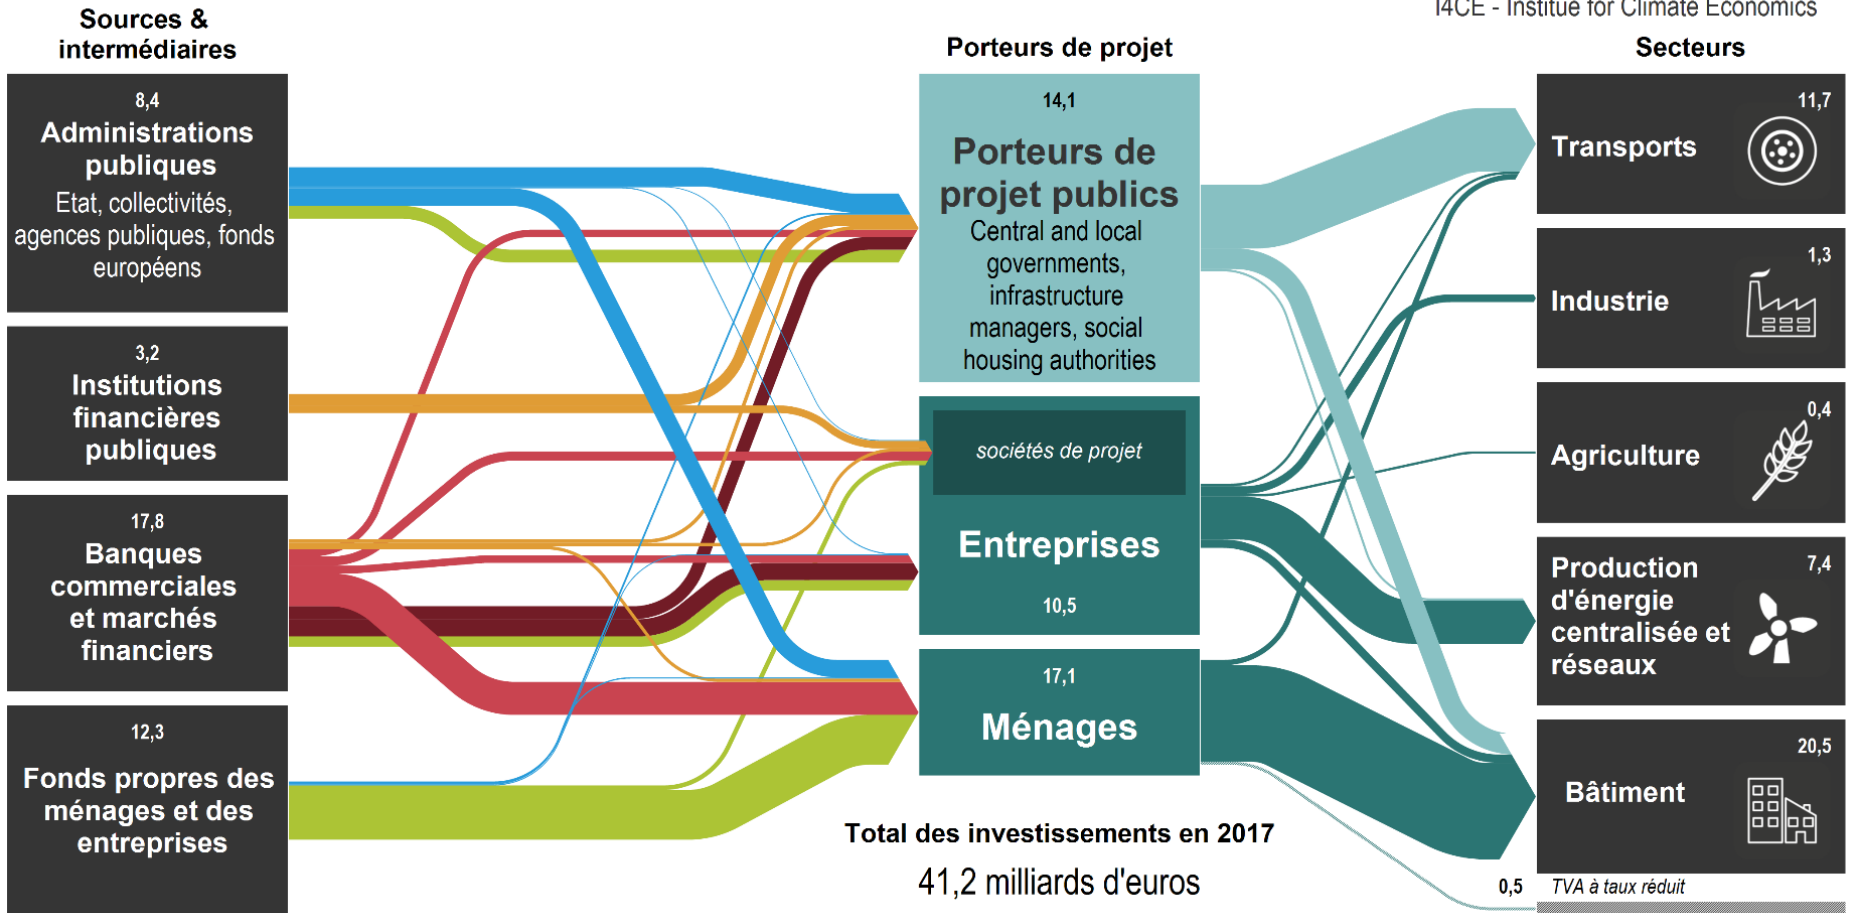 I4CE - Institue for Climate Economics
Sources &
intermédiaires
Porteurs de projet
Secteurs
8,4
Administrations
publiques
Etat, collectivités,
agences publiques, fonds
européens
3,2
Institutions
financières
publiques
17,8
Banques
commerciales
et marchés
financiers
12,3
Fonds propres des
ménages et des
entreprises
14,1
Porteurs de
projet publics
Central and local
governments,
infrastructure
managers, social
housing authorities
sociétés de projet
Entreprises
10,5
17,1
Ménages
Total des investissements en 2017
41,2 milliards d'euros
11,7
Transports
1,3
Industrie
0,4
Agriculture
7,4
Production
d'énergie
centralisée et
réseaux
20,5
Bâtiment
0,5 TVA à taux réduit